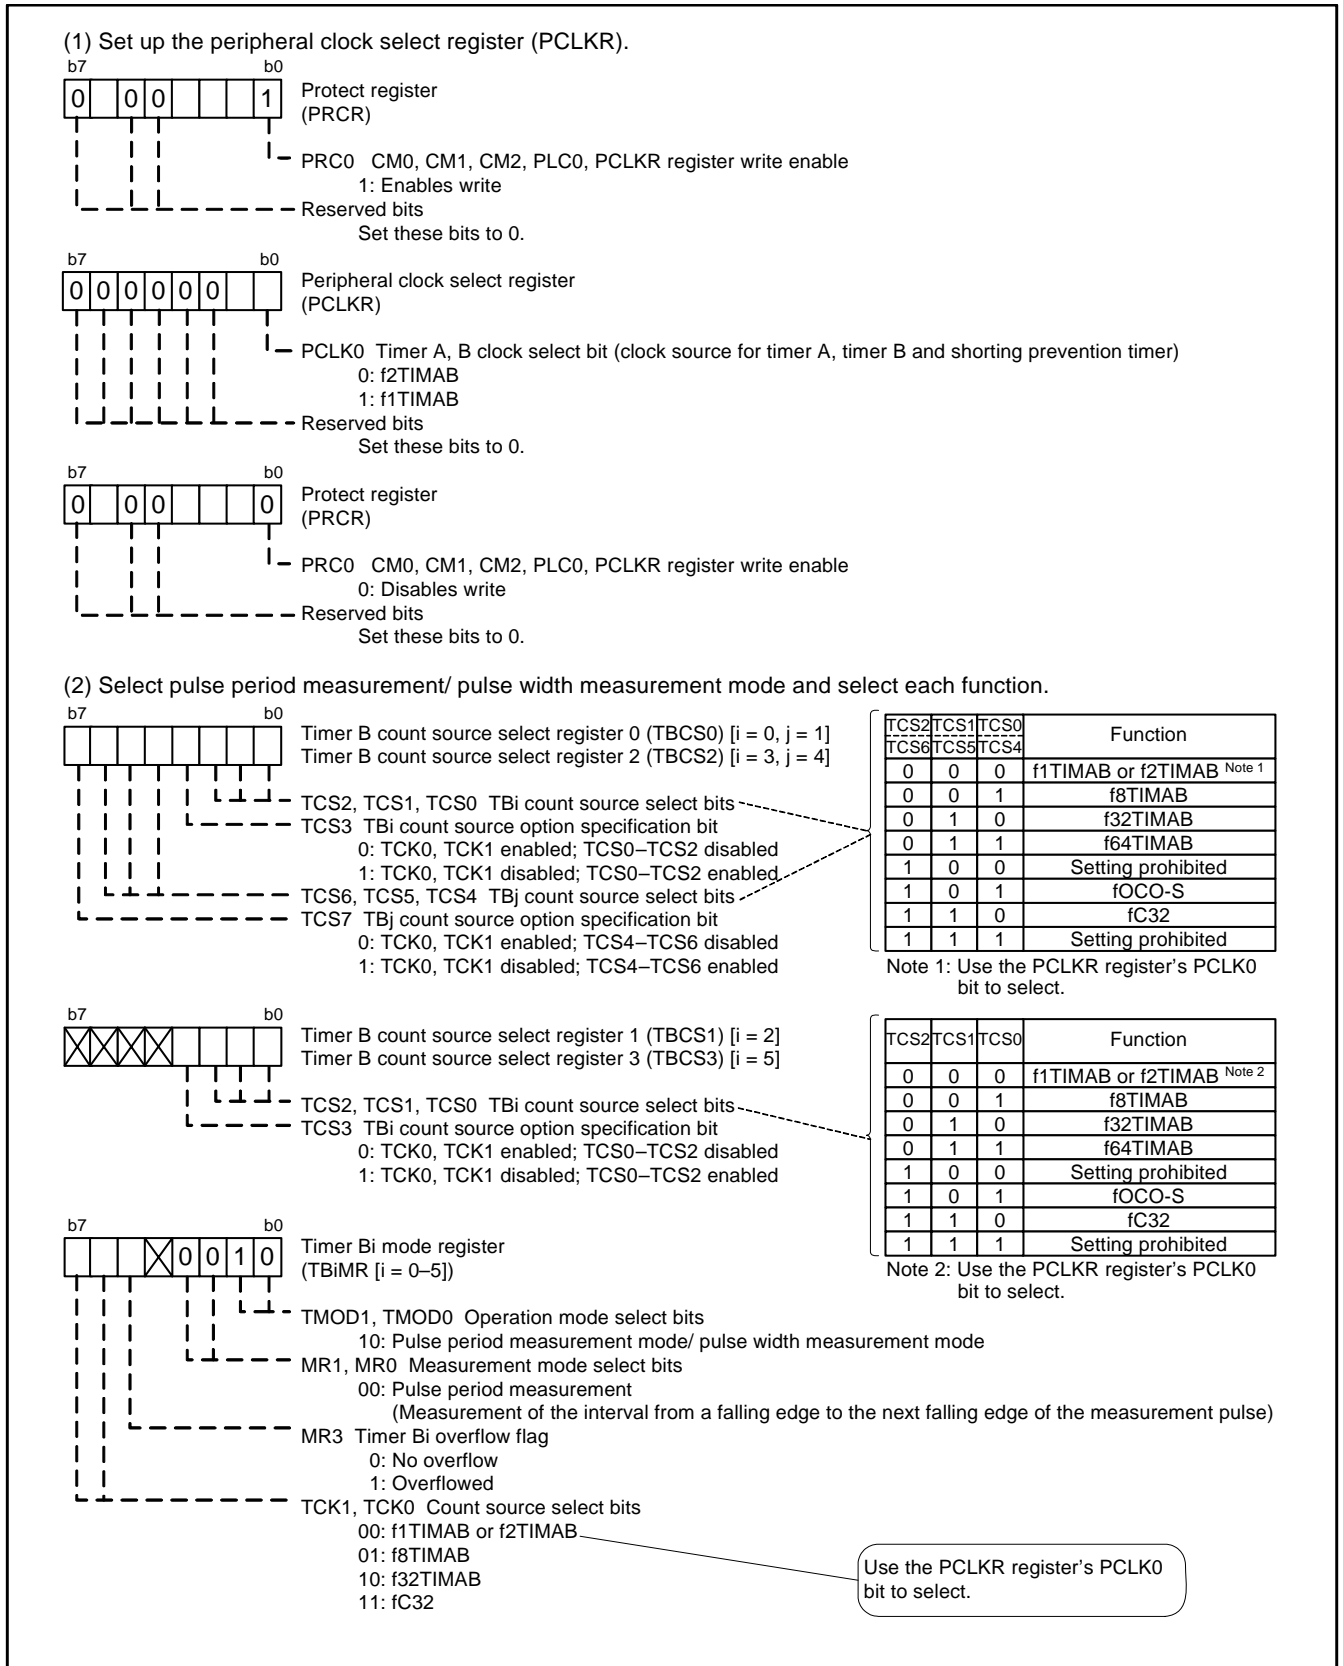 (1) Set up the peripheral clock select register (PCLKR).
b7 b0
0 0 0 1
Protect register
(PRCR)
PRC0 CM0, CM1, CM2, PLC0, PCLKR register write enable
1: Enables write
Reserved bits
Set these bits to 0.
b7 b0
0 0 0 0 0 0
Peripheral clock select register
(PCLKR)
PCLK0 Timer A, B clock select bit (clock source for timer A, timer B and shorting prevention timer)
0: f2TIMAB
1: f1TIMAB
Reserved bits
Set these bits to 0.
b7 b0
0 0 0 0
Protect register
(PRCR)
PRC0 CM0, CM1, CM2, PLC0, PCLKR register write enable
0: Disables write
Reserved bits
Set these bits to 0.
(2) Select pulse period measurement/ pulse width measurement mode and select each function.
b7 b0
Timer B count source select register 0 (TBCS0) [i = 0, j = 1]
Timer B count source select register 2 (TBCS2) [i = 3, j = 4]
TCS2, TCS1, TCS0 TBi count source select bits
TCS3 TBi count source option specification bit
0: TCK0, TCK1 enabled; TCS0–TCS2 disabled
1: TCK0, TCK1 disabled; TCS0–TCS2 enabled
TCS6, TCS5, TCS4 TBj count source select bits
TCS7 TBj count source option specification bit
0: TCK0, TCK1 enabled; TCS4–TCS6 disabled
1: TCK0, TCK1 disabled; TCS4–TCS6 enabled
TCS2 TCS1 TCS0 Function
TCS6 TCS5 TCS4
0 0 0 f1TIMAB or f2TIMAB Note 1
0 0 1 f8TIMAB
0 1 0 f32TIMAB
0 1 1 f64TIMAB
1 0 0 Setting prohibited
1 0 1 fOCO-S
1 1 0 fC32
1 1 1 Setting prohibited
Note 1: Use the PCLKR register's PCLK0
bit to select.
b7 b0
Timer B count source select register 1 (TBCS1) [i = 2]
Timer B count source select register 3 (TBCS3) [i = 5]
TCS2, TCS1, TCS0 TBi count source select bits
TCS3 TBi count source option specification bit
0: TCK0, TCK1 enabled; TCS0–TCS2 disabled
1: TCK0, TCK1 disabled; TCS0–TCS2 enabled
TCS2 TCS1 TCS0 Function
0 0 0 f1TIMAB or f2TIMAB Note 2
0 0 1 f8TIMAB
0 1 0 f32TIMAB
0 1 1 f64TIMAB
1 0 0 Setting prohibited
1 0 1 fOCO-S
1 1 0 fC32
1 1 1 Setting prohibited
Note 2: Use the PCLKR register's PCLK0
bit to select.
b7 b0
0 0 1 0
Timer Bi mode register
(TBiMR [i = 0–5])
TMOD1, TMOD0 Operation mode select bits
10: Pulse period measurement mode/ pulse width measurement mode
MR1, MR0 Measurement mode select bits
00: Pulse period measurement
(Measurement of the interval from a falling edge to the next falling edge of the measurement pulse)
MR3 Timer Bi overflow flag
0: No overflow
1: Overflowed
TCK1, TCK0 Count source select bits
00: f1TIMAB or f2TIMAB
01: f8TIMAB
10: f32TIMAB
11: fC32
Use the PCLKR register's PCLK0
bit to select.